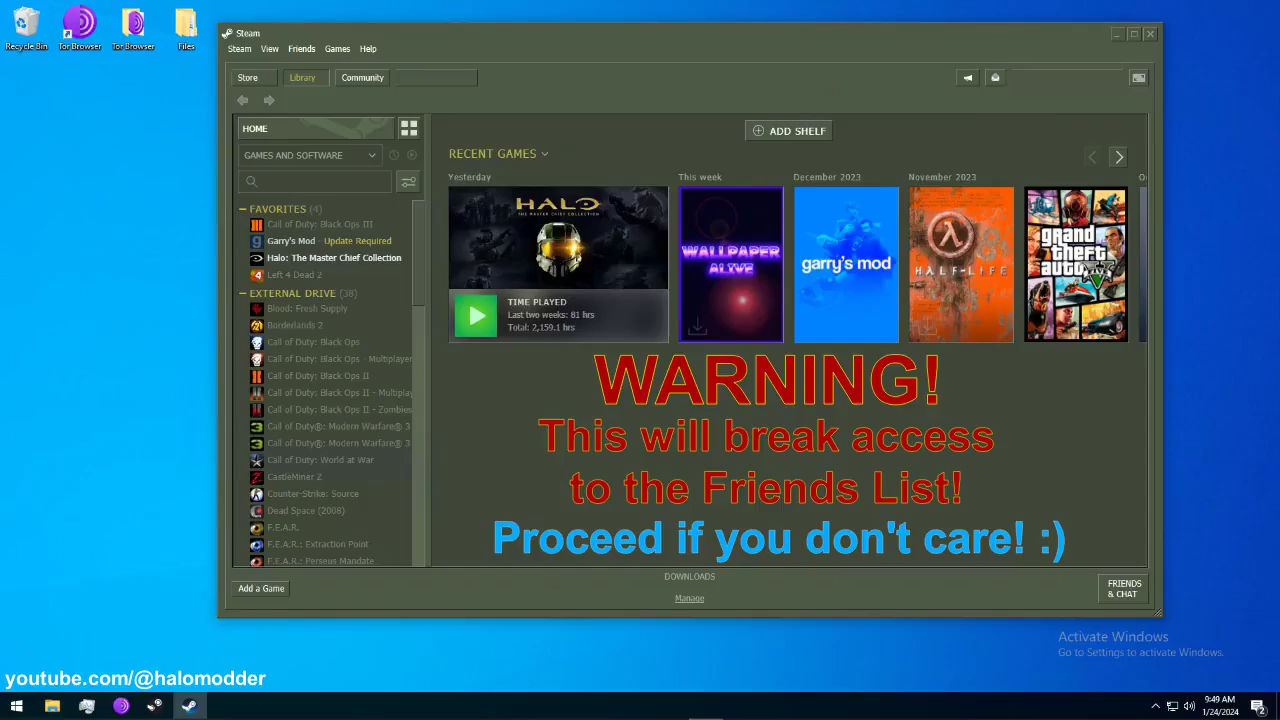 Recycle Bin
Tor Browser
Tor Browser
Files
Steam
Steam View Friends Games Help
Store Library Community
HOME
ADD SHELF
GAMES AND SOFTWARE
RECENT GAMES
Yesterday This week December 2023 November 2023
FAVORITES (4)
Call of Duty: Black Ops III
Garry's Mod - Update Required
Halo: The Master Chief Collection
Left 4 Dead 2
EXTERNAL DRIVE (38)
Blood: Fresh Supply
Borderlands 2
Call of Duty: Black Ops
Call of Duty: Black Ops - Multiplayer
Call of Duty: Black Ops II
Call of Duty: Black Ops II - Multiplay
Call of Duty: Black Ops II - Zombies
Call of Duty®: Modern Warfare® 3
Call of Duty®: Modern Warfare® 3
Call of Duty: World at War
CastleMiner Z
Counter-Strike: Source
Dead Space (2008)
F.E.A.R.
F.E.A.R.: Extraction Point
F.E.A.R.: Perseus Mandate
HALO
THE MASTER CHIEF COLLECTION
TIME PLAYED
Last two weeks: 81 hrs
Total: 2,159.1 hrs
WALLPAPER
ALIVE
garry's mod
HALF-LIFE
grand
theft
auto V
WARNING!
This will break access
to the Friends List!
Proceed if you don't care! :)
Add a Game
DOWNLOADS
Manage
FRIENDS
& CHAT
Activate Windows
Go to Settings to activate Windows.
youtube.com/@halomodder
9:49 AM
1/24/2024
2